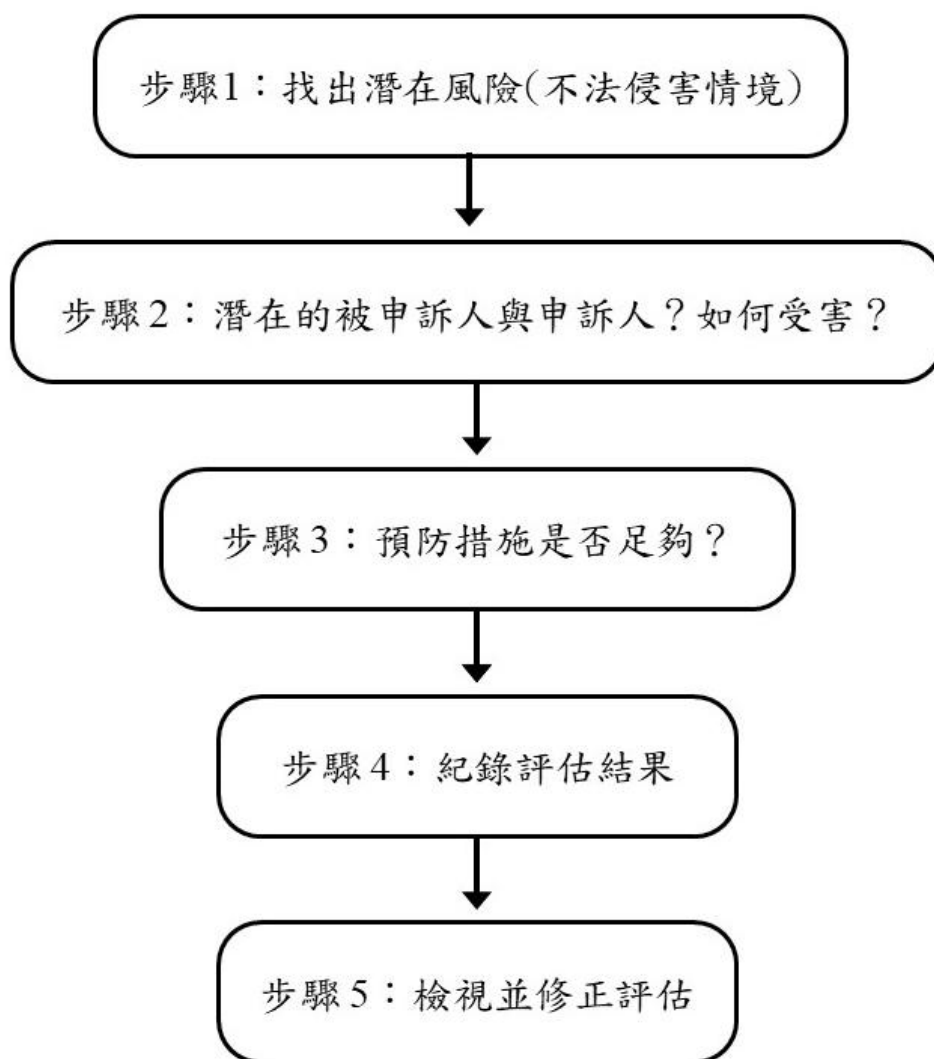 步驟1：找出潛在風險(不法侵害情境)
步驟2：潛在的被申訴人與申訴人？如何受害？
步驟3：預防措施是否足夠？
步驟4：紀錄評估結果
步驟5：檢視並修正評估